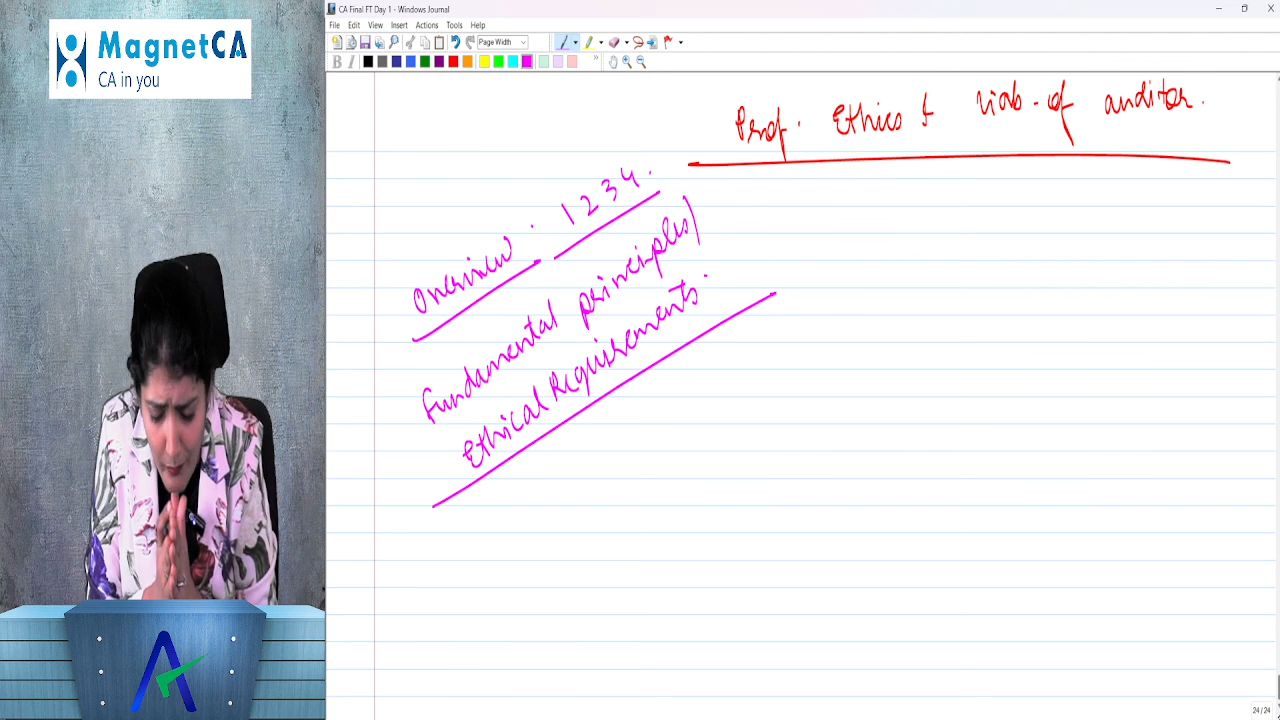 CA Final FT Day 1 - Windows Journal
File Edit View Insert Actions Tools Help
Page Width
B I
MagnetCA
CA in you
Prof. Ethics & Liab. of auditor.
Overview : 1 2 3 4.
Fundamental principles/
Ethical Requirements.
24 / 24